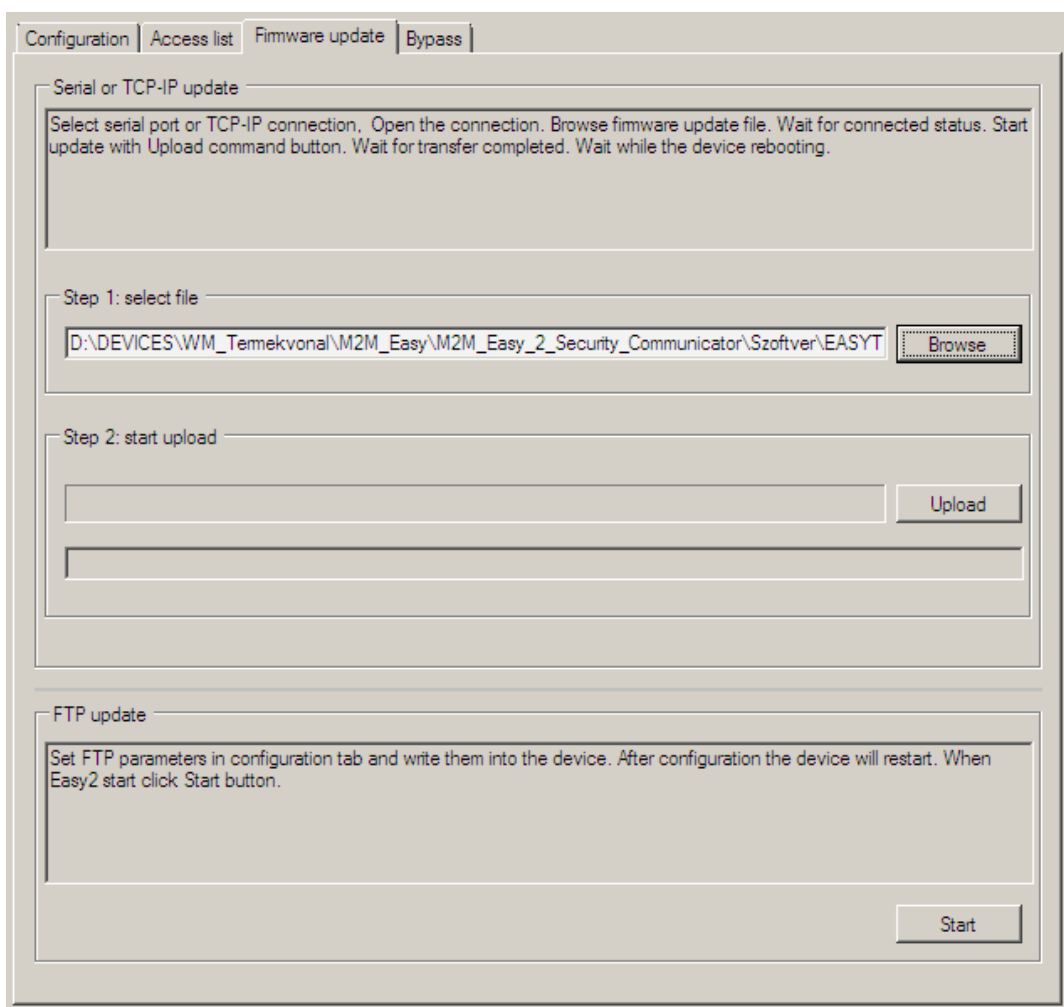 Configuration Access list Firmware update Bypass
Serial or TCP-IP update
Select serial port or TCP-IP connection, Open the connection. Browse firmware update file. Wait for connected status. Start
update with Upload command button. Wait for transfer completed. Wait while the device rebooting.
Step 1: select file
D:\DEVICES\WM_Termekvonal\M2M_Easy\M2M_Easy_2_Security_Communicator\Szoftver\EASYT Browse
Step 2: start upload
Upload
FTP update
Set FTP parameters in configuration tab and write them into the device. After configuration the device will restart. When
Easy2 start click Start button.
Start